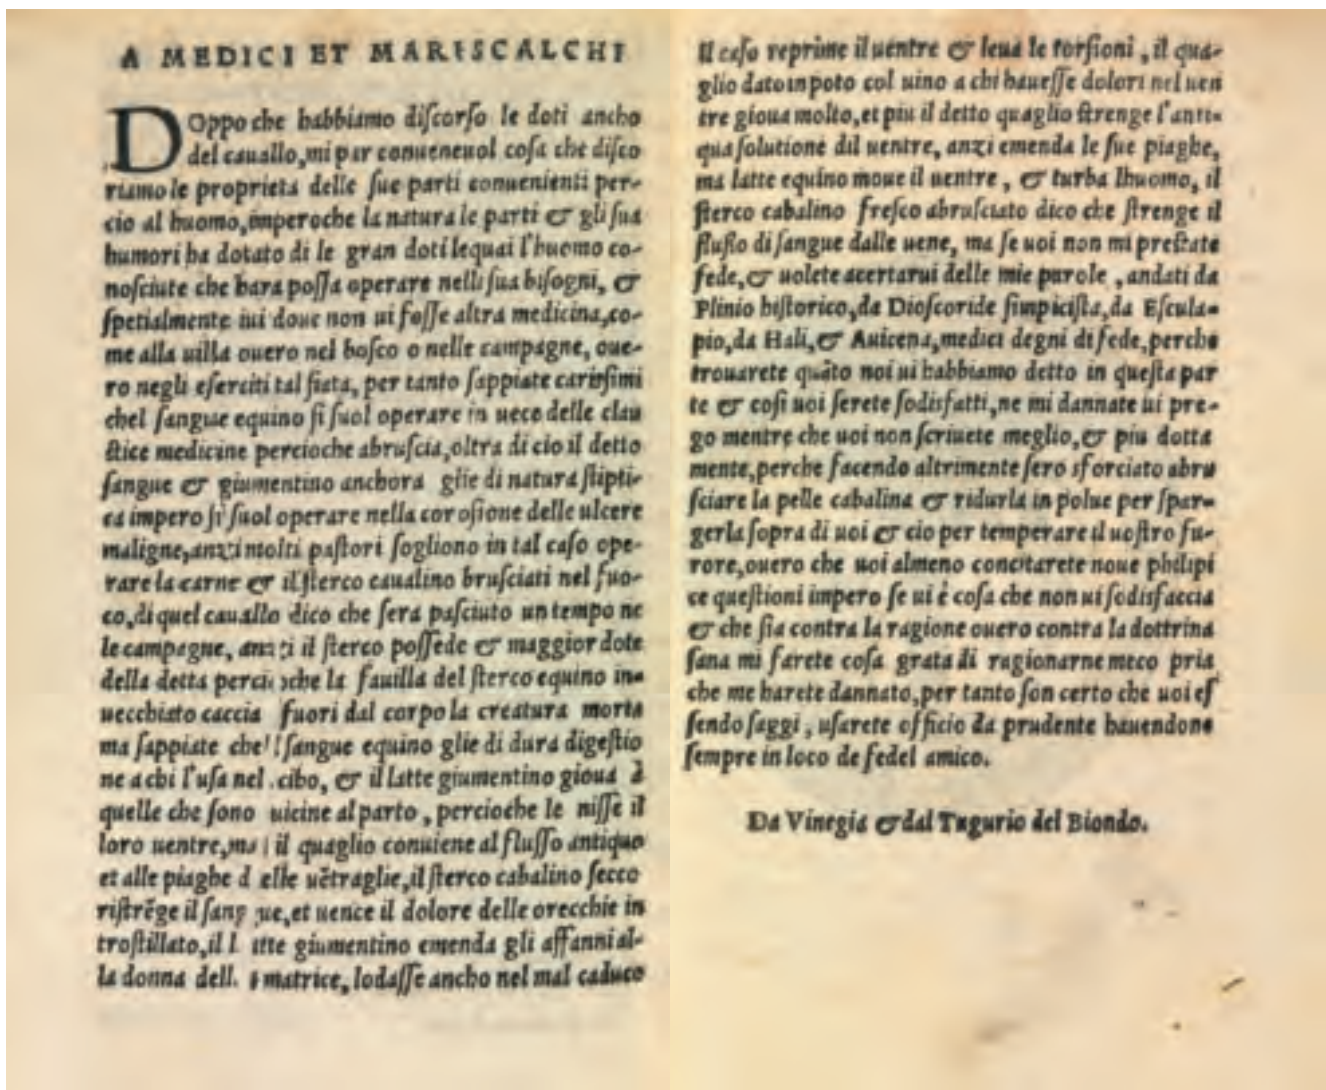 A MEDICI ET MARISCALCHI
DOppo che habbiamo diſcorſo le doti ancho
del cauallo,mi par conueneuol coſa che diſco
riamo le proprieta delle ſue parti conuenienti per-
cio al huomo,imperoche la natura le parti & gli ſua
humori ha dotato di le gran doti lequai l'huomo co-
noſciute che hara poſſa operare nelli ſua biſogni, &
ſpetialmente iui doue non ui foſſe altra medicina,co-
me alla uilla ouero nel boſco o nelle campagne, oue-
ro negli eſerciti tal fiata, per tanto ſappiate cariſſimi
chel ſangue equino ſi ſuol operare in uece delle clau
ſtice medicine percioche abruſcia,oltra di cio il detto
ſangue & giumentino anchora glie di natura ſtipti-
ca impero ſi ſuol operare nella coroſione delle ulcere
maligne,anzi molti paſtori ſogliono in tal caſo ope-
rare la carne & il ſterco caualino bruſciati nel fuo-
co,di quel cauallo dico che ſera paſciuto un tempo ne
le campagne, anzi il ſterco poſſede & maggior dote
della detta percioche la fauilla del ſterco equino in-
uecchiato caccia fuori dal corpo la creatura morta
ma ſappiate che'l ſangue equino glie di dura digeſtio
ne a chi l'uſa nel cibo, & il latte giumentino gioua à
quelle che ſono uicine al parto, percioche le niſſe il
loro uentre,ma il quaglio conuiene al fluſſo antiquo
et alle piaghe d elle uẽtraglie,il ſterco cabalino ſecco
riſtrẽge il ſangue,et uence il dolore delle orecchie in
troſtillato,il latte giumentino emenda gli affanni al-
la donna della matrice, lodaſſe ancho nel mal caduco
Il caſo reprime il uentre & leua le torſioni, il qua-
glio dato in poto col uino a chi haueſſe dolori nel uen
tre gioua molto,et piu il detto quaglio ſtrenge l'anti-
qua ſolutione dil uentre, anzi emenda le ſue piaghe,
ma latte equino moue il uentre, & turba lhuomo, il
ſterco cabalino freſco abruſciato dico che ſtrenge il
fluſſo di ſangue dalle uene, ma ſe uoi non mi preſtate
fede,& uolete acertarui delle mie parole, andati da
Plinio hiſtorico,da Dioſcoride ſimpiciſta,da Eſcula-
pio,da Hali,& Auicena,medici degni di fede,perche
trouarete quãto noi ui habbiamo detto in queſta par
te & coſi uoi ſerete ſodisfatti,ne mi dannate ui pre-
go mentre che uoi non ſcriuete meglio,& piu dotta
mente,perche facendo altrimente ſero sforciato abru
ſciare la pelle cabalina & ridurla in polue per ſpar-
gerla ſopra di uoi & cio per temperare il uoſtro fu-
rore,ouero che uoi almeno concitarete noue philipi
ce queſtioni impero ſe ui è coſa che non ui ſodisfaccia
& che ſia contra la ragione ouero contra la dottrina
ſana mi farete coſa grata di ragionarne meco pria
che me harete dannato,per tanto ſon certo che uoi eſ
ſendo ſaggi, uſarete officio da prudente hauendone
ſempre in loco de fedel amico.
Da Vinegia & dal Tugurio del Biondo.